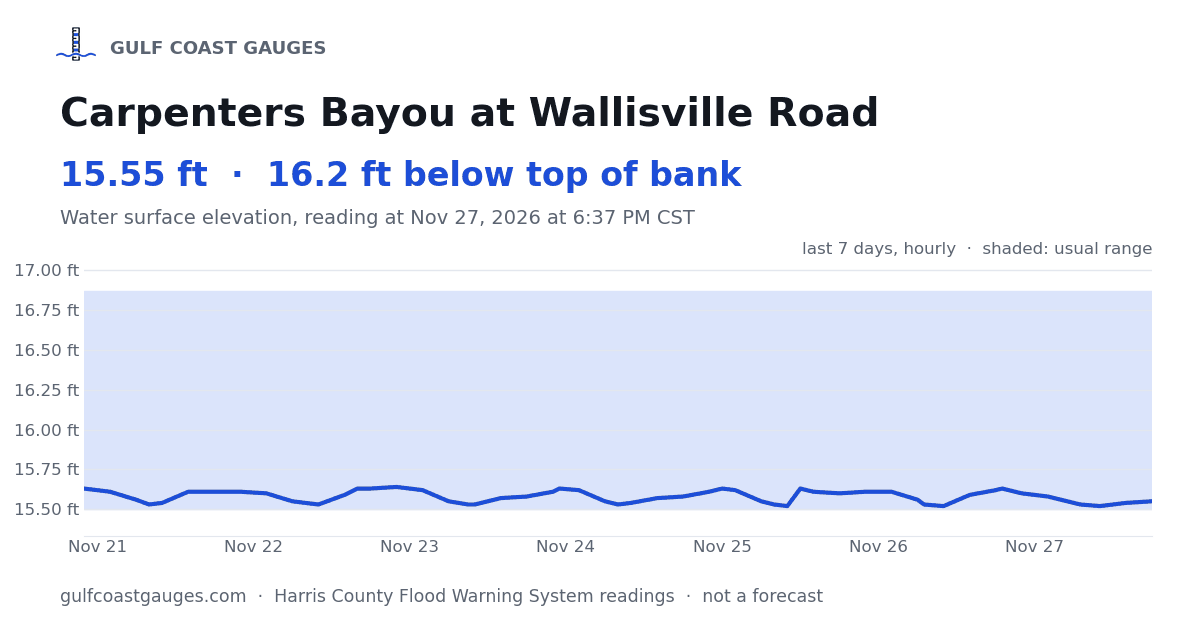 GULF COAST GAUGES
Carpenters Bayou at Wallisville Road
15.55 ft · 16.2 ft below top of bank
Water surface elevation, reading at Nov 27, 2026 at 6:37 PM CST
last 7 days, hourly · shaded: usual range
17.00 ft
16.75 ft
16.50 ft
16.25 ft
16.00 ft
15.75 ft
15.50 ft
Nov 21 Nov 22 Nov 23 Nov 24 Nov 25 Nov 26 Nov 27
gulfcoastgauges.com · Harris County Flood Warning System readings · not a forecast